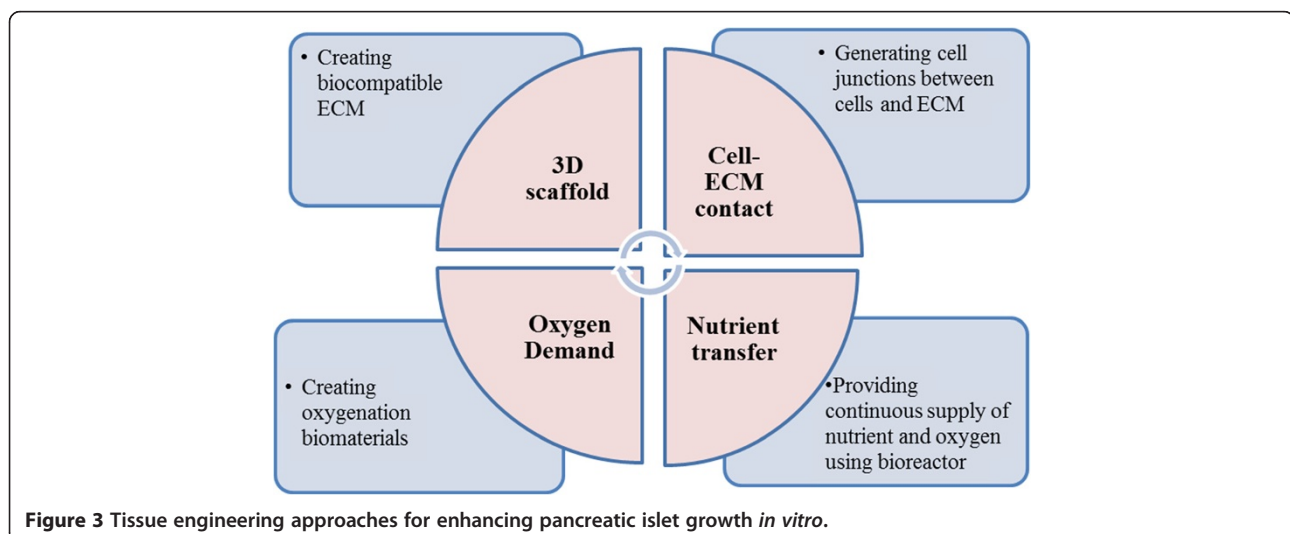 • Creating
biocompatible
ECM
• Generating cell
junctions between
cells and ECM
3D
scaffold
Cell-
ECM
contact
Oxygen
Demand
Nutrient
transfer
• Creating
oxygenation
biomaterials
•Providing
continuous supply of
nutrient and oxygen
using bioreactor
Figure 3 Tissue engineering approaches for enhancing pancreatic islet growth in vitro.